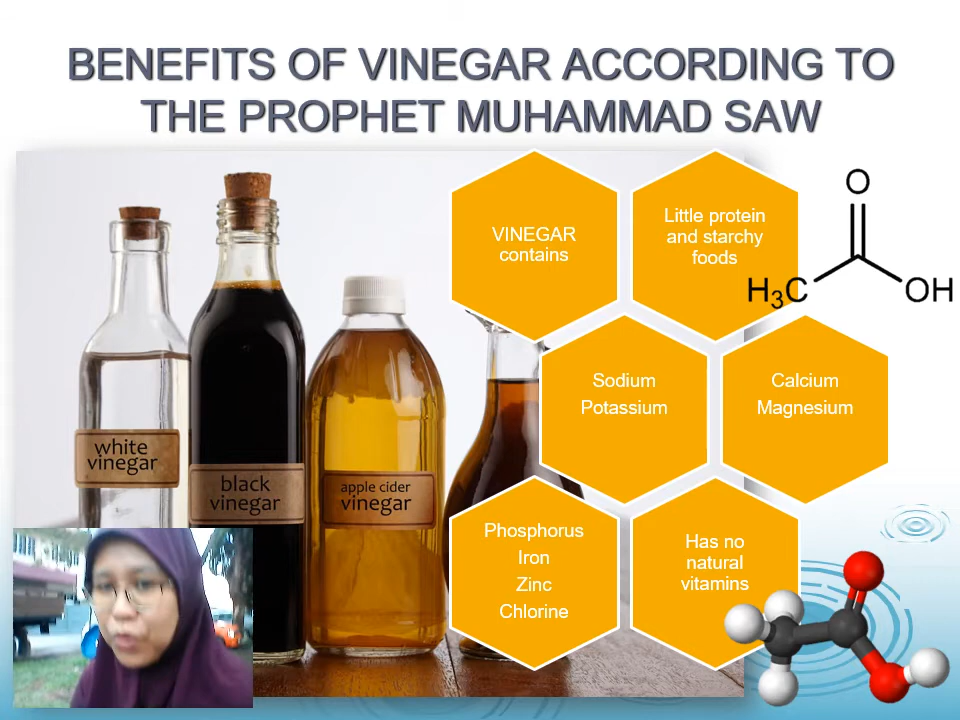 BENEFITS OF VINEGAR ACCORDING TO
THE PROPHET MUHAMMAD SAW
white
vinegar
black
vinegar
apple cider
vinegar
VINEGAR
contains
Little protein
and starchy
foods
O
H3C
OH
Sodium
Potassium
Calcium
Magnesium
Phosphorus
Iron
Zinc
Chlorine
Has no
natural
vitamins